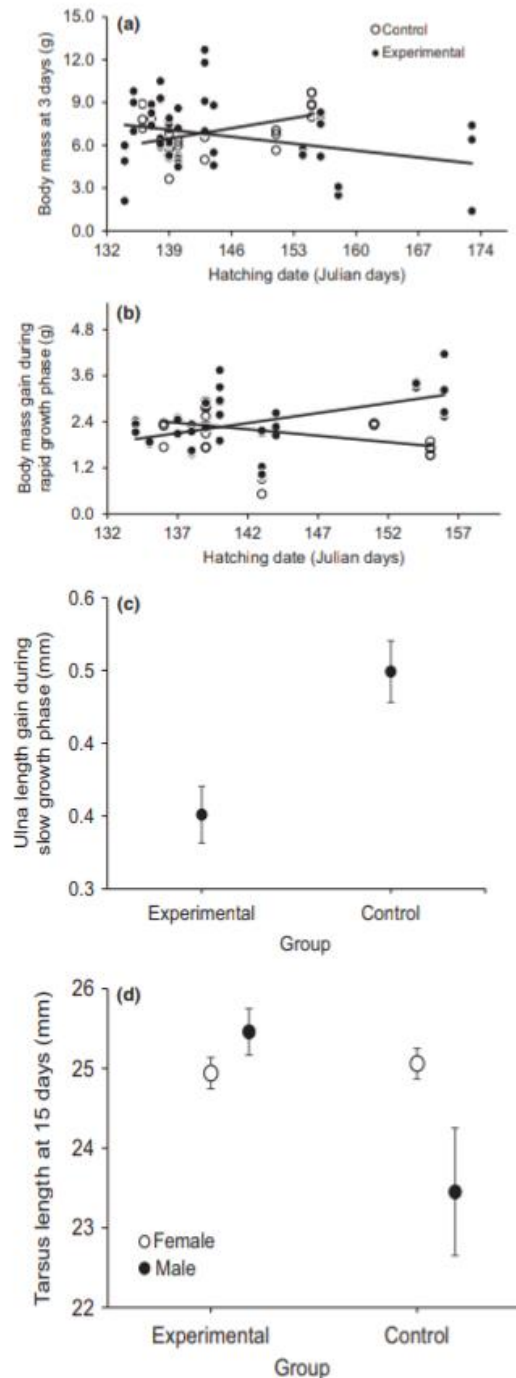 (a)
Control
Experimental
Body mass at 3 days (g)
15.0
12.0
9.0
6.0
3.0
0.0
132 139 146 153 160 167 174
Hatching date (Julian days)
(b)
Body mass gain during
rapid growth phase (g)
4.8
3.6
2.4
1.2
0.0
132 137 142 147 152 157
Hatching date (Julian days)
(c)
Ulna length gain during
slow growth phase (mm)
0.6
0.5
0.4
0.4
0.3
Experimental Control
Group
(d)
Tarsus length at 15 days (mm)
26
25
24
23
22
Female
Male
Experimental Control
Group